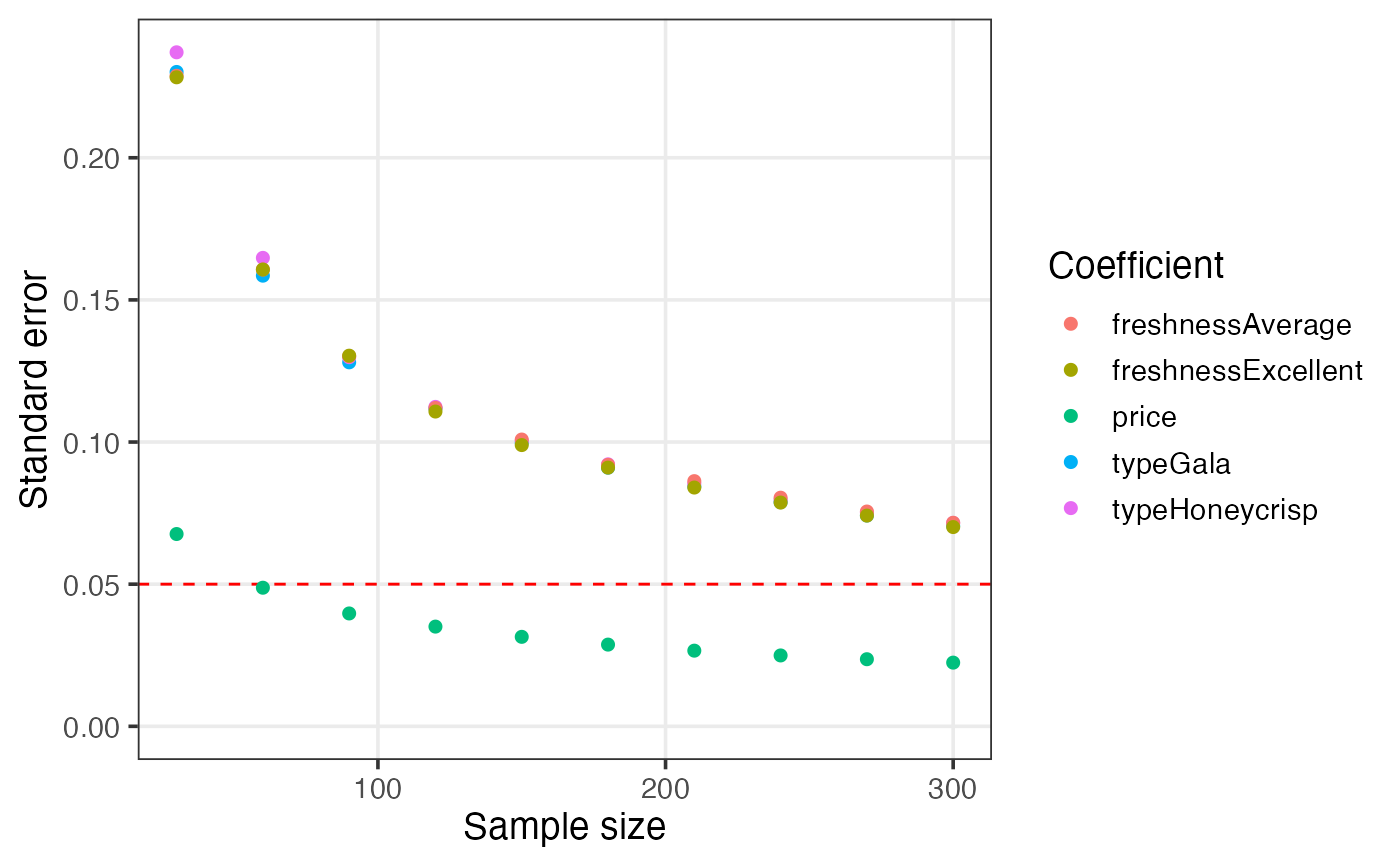 Standard error
0.20
0.15
0.10
0.05
0.00
100
200
300
Sample size
Coefficient
freshnessAverage
freshnessExcellent
price
typeGala
typeHoneycrisp